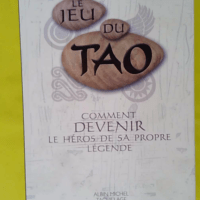 LE
JEU
DU
TAO
COMMENT
DEVENIR
LE HÉROS DE SA PROPRE
LÉGENDE
ALBIN MICHEL